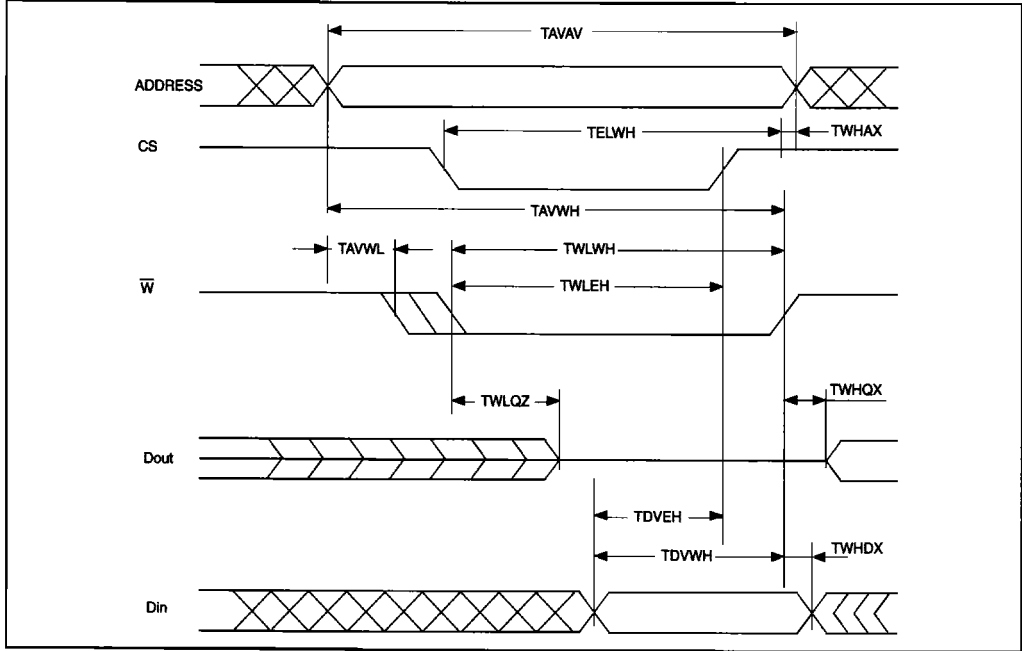 TAVAV
ADDRESS
TELWH
TWHAX
CS
TAVWH
TAVWL
TWLWH
W̅
TWLEH
TWLQZ
TWHQX
Dout
TDVEH
TDVWH
TWHDX
Din